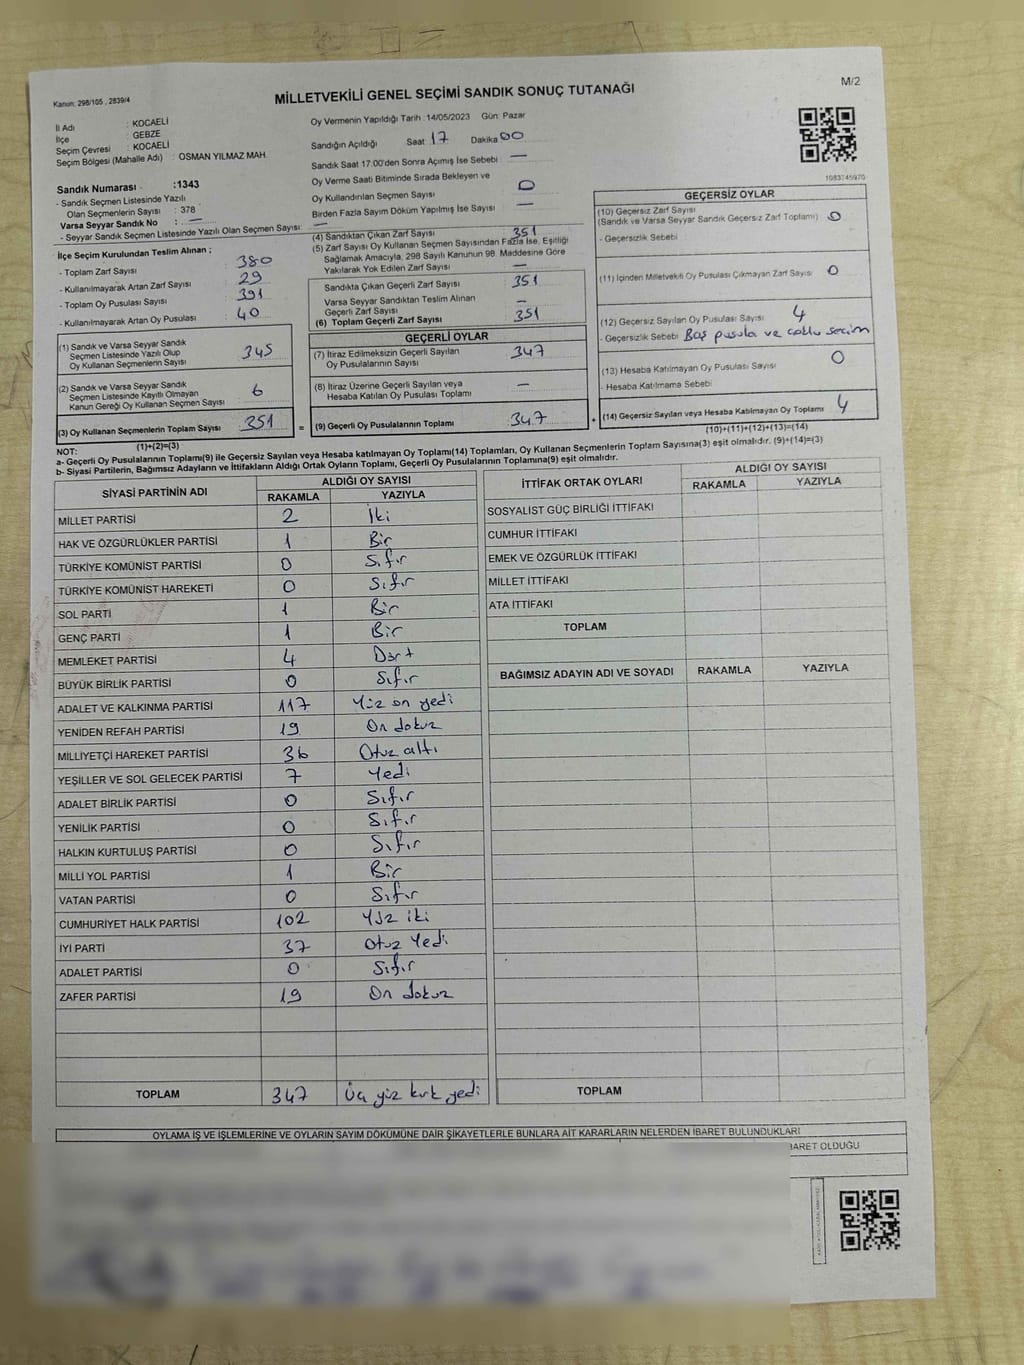 Kanun: 298/105 , 2839/4
MİLLETVEKİLİ GENEL SEÇİMİ SANDIK SONUÇ TUTANAĞI
M/2
İl Adı : KOCAELİ
İlçe : GEBZE
Seçim Çevresi : KOCAELİ
Seçim Bölgesi (Mahalle Adı) : OSMAN YILMAZ MAH.
Sandık Numarası :1343
- Sandık Seçmen Listesinde Yazılı
Olan Seçmenlerin Sayısı : 378
Varsa Seyyar Sandık No : —
- Seyyar Sandık Seçmen Listesinde Yazılı Olan Seçmen Sayısı: —
Oy Vermenin Yapıldığı Tarih : 14/05/2023 Gün: Pazar
Sandığın Açıldığı Saat 17 Dakika 00
Sandık Saat 17.00'den Sonra Açımış İse Sebebi —
Oy Verme Saati Bitiminde Sırada Bekleyen ve
Oy Kullandırılan Seçmen Sayısı 0
Birden Fazla Sayım Döküm Yapılmış İse Sayısı —
1083745970
İlçe Seçim Kurulundan Teslim Alınan ;
- Toplam Zarf Sayısı 380
- Kullanılmayarak Artan Zarf Sayısı 29
- Toplam Oy Pusulası Sayısı 391
- Kullanılmayarak Artan Oy Pusulası 40
(1) Sandık ve Varsa Seyyar Sandık
Seçmen Listesinde Yazılı Olup
Oy Kullanan Seçmenlerin Sayısı 345
(2) Sandık ve Varsa Seyyar Sandık
Seçmen Listesinde Kayıtlı Olmayan
Kanun Gereği Oy Kullanan Seçmen Sayısı 6
(3) Oy Kullanan Seçmenlerin Toplam Sayısı 351
(1)+(2)=(3)
(4) Sandıktan Çıkan Zarf Sayısı 351
(5) Zarf Sayısı Oy Kullanan Seçmen Sayısından Fazla İse, Eşitliği
Sağlamak Amacıyla, 298 Sayılı Kanunun 98. Maddesine Göre
Yakılarak Yok Edilen Zarf Sayısı —
Sandıkta Çıkan Geçerli Zarf Sayısı 351
Varsa Seyyar Sandıktan Teslim Alınan
Geçerli Zarf Sayısı —
(6) Toplam Geçerli Zarf Sayısı 351
GEÇERLİ OYLAR
(7) İtiraz Edilmeksizin Geçerli Sayılan
Oy Pusulalarının Sayısı 347
(8) İtiraz Üzerine Geçerli Sayılan veya
Hesaba Katılan Oy Pusulası Toplamı —
= (9) Geçerli Oy Pusulalarının Toplamı 347 +
GEÇERSİZ OYLAR
(10) Geçersiz Zarf Sayısı
(Sandık ve Varsa Seyyar Sandık Geçersiz Zarf Toplamı) 0
- Geçersizlik Sebebi
(11) İçinden Milletvekili Oy Pusulası Çıkmayan Zarf Sayısı 0
(12) Geçersiz Sayılan Oy Pusulası Sayısı 4
- Geçersizlik Sebebi Boş pusula ve çoklu seçim
(13) Hesaba Katılmayan Oy Pusulası Sayısı 0
- Hesaba Katılmama Sebebi
(14) Geçersiz Sayılan veya Hesaba Katılmayan Oy Toplamı 4
(10)+(11)+(12)+(13)=(14)
NOT:
a- Geçerli Oy Pusulalarının Toplamı(9) ile Geçersiz Sayılan veya Hesaba katılmayan Oy Toplamı(14) Toplamları, Oy Kullanan Seçmenlerin Toplam Sayısına(3) eşit olmalıdır. (9)+(14)=(3)
b- Siyasi Partilerin, Bağımsız Adayların ve İttifakların Aldığı Ortak Oyların Toplamı, Geçerli Oy Pusulalarının Toplamına(9) eşit olmalıdır.
SİYASİ PARTİNİN ADI ALDIĞI OY SAYISI
RAKAMLA YAZIYLA
MİLLET PARTİSİ 2 İki
HAK VE ÖZGÜRLÜKLER PARTİSİ 1 Bir
TÜRKİYE KOMÜNİST PARTİSİ 0 Sıfır
TÜRKİYE KOMÜNİST HAREKETİ 0 Sıfır
SOL PARTİ 1 Bir
GENÇ PARTİ 1 Bir
MEMLEKET PARTİSİ 4 Dört
BÜYÜK BİRLİK PARTİSİ 0 Sıfır
ADALET VE KALKINMA PARTİSİ 117 Yüz on yedi
YENİDEN REFAH PARTİSİ 19 On dokuz
MİLLİYETÇİ HAREKET PARTİSİ 36 Otuz altı
YEŞİLLER VE SOL GELECEK PARTİSİ 7 Yedi
ADALET BİRLİK PARTİSİ 0 Sıfır
YENİLİK PARTİSİ 0 Sıfır
HALKIN KURTULUŞ PARTİSİ 0 Sıfır
MİLLİ YOL PARTİSİ 1 Bir
VATAN PARTİSİ 0 Sıfır
CUMHURİYET HALK PARTİSİ 102 Yüz iki
İYİ PARTİ 37 Otuz Yedi
ADALET PARTİSİ 0 Sıfır
ZAFER PARTİSİ 19 On dokuz
TOPLAM 347 Üç yüz kırk yedi
İTTİFAK ORTAK OYLARI ALDIĞI OY SAYISI
RAKAMLA YAZIYLA
SOSYALİST GÜÇ BİRLİĞİ İTTİFAKI
CUMHUR İTTİFAKI
EMEK VE ÖZGÜRLÜK İTTİFAKI
MİLLET İTTİFAKI
ATA İTTİFAKI
TOPLAM
BAĞIMSIZ ADAYIN ADI VE SOYADI RAKAMLA YAZIYLA
TOPLAM
OYLAMA İŞ VE İŞLEMLERİNE VE OYLARIN SAYIM DÖKÜMÜNE DAİR ŞİKAYETLERLE BUNLARA AİT KARARLARIN NELERDEN İBARET BULUNDUKLARI
BARET OLDUĞU